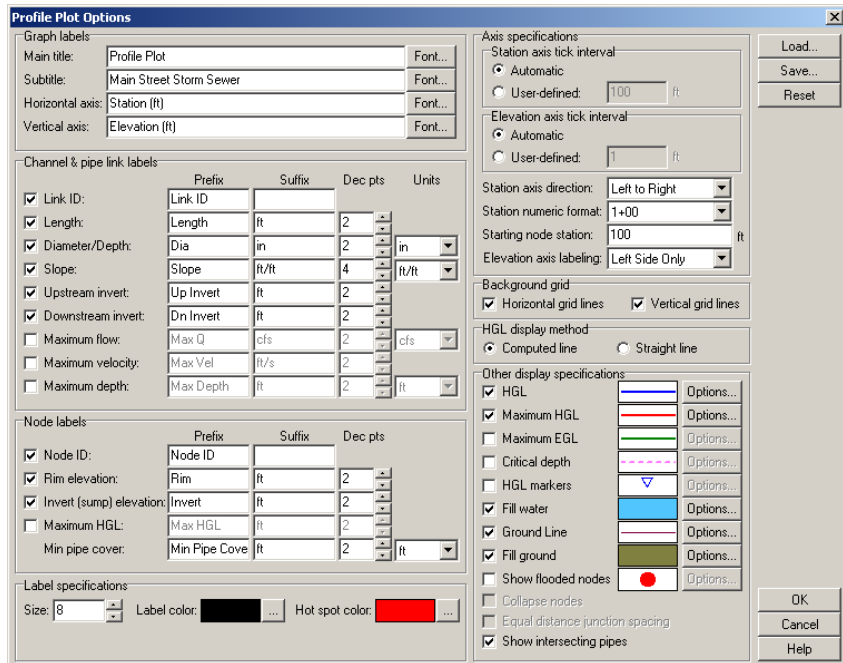 Profile Plot Options
Graph labels
Main title: Profile Plot Font...
Subtitle: Main Street Storm Sewer Font...
Horizontal axis: Station (ft) Font...
Vertical axis: Elevation (ft) Font...
Channel & pipe link labels
Prefix Suffix Dec pts Units
Link ID: Link ID
Length: Length ft 2
Diameter/Depth: Dia in 2 in
Slope: Slope ft/ft 4 ft/ft
Upstream invert: Up Invert ft 2
Downstream invert: Dn Invert ft 2
Maximum flow: Max Q cfs 2 cfs
Maximum velocity: Max Vel ft/s 2
Maximum depth: Max Depth ft 2 ft
Node labels
Prefix Suffix Dec pts
Node ID: Node ID
Rim elevation: Rim ft 2
Invert (sump) elevation: Invert ft 2
Maximum HGL: Max HGL ft 2
Min pipe cover: Min Pipe Cove ft 2 ft
Label specifications
Size: 8 Label color: ... Hot spot color: ...
Axis specifications
Station axis tick interval
Automatic
User-defined: 100 ft
Elevation axis tick interval
Automatic
User-defined: 1 ft
Station axis direction: Left to Right
Station numeric format: 1+00
Starting node station: 100 ft
Elevation axis labeling: Left Side Only
Background grid
Horizontal grid lines Vertical grid lines
HGL display method
Computed line Straight line
Other display specifications
HGL Options...
Maximum HGL Options...
Maximum EGL Options...
Critical depth Options...
HGL markers Options...
Fill water Options...
Ground Line Options...
Fill ground Options...
Show flooded nodes Options...
Collapse nodes
Equal distance junction spacing
Show intersecting pipes
Load...
Save...
Reset
OK
Cancel
Help